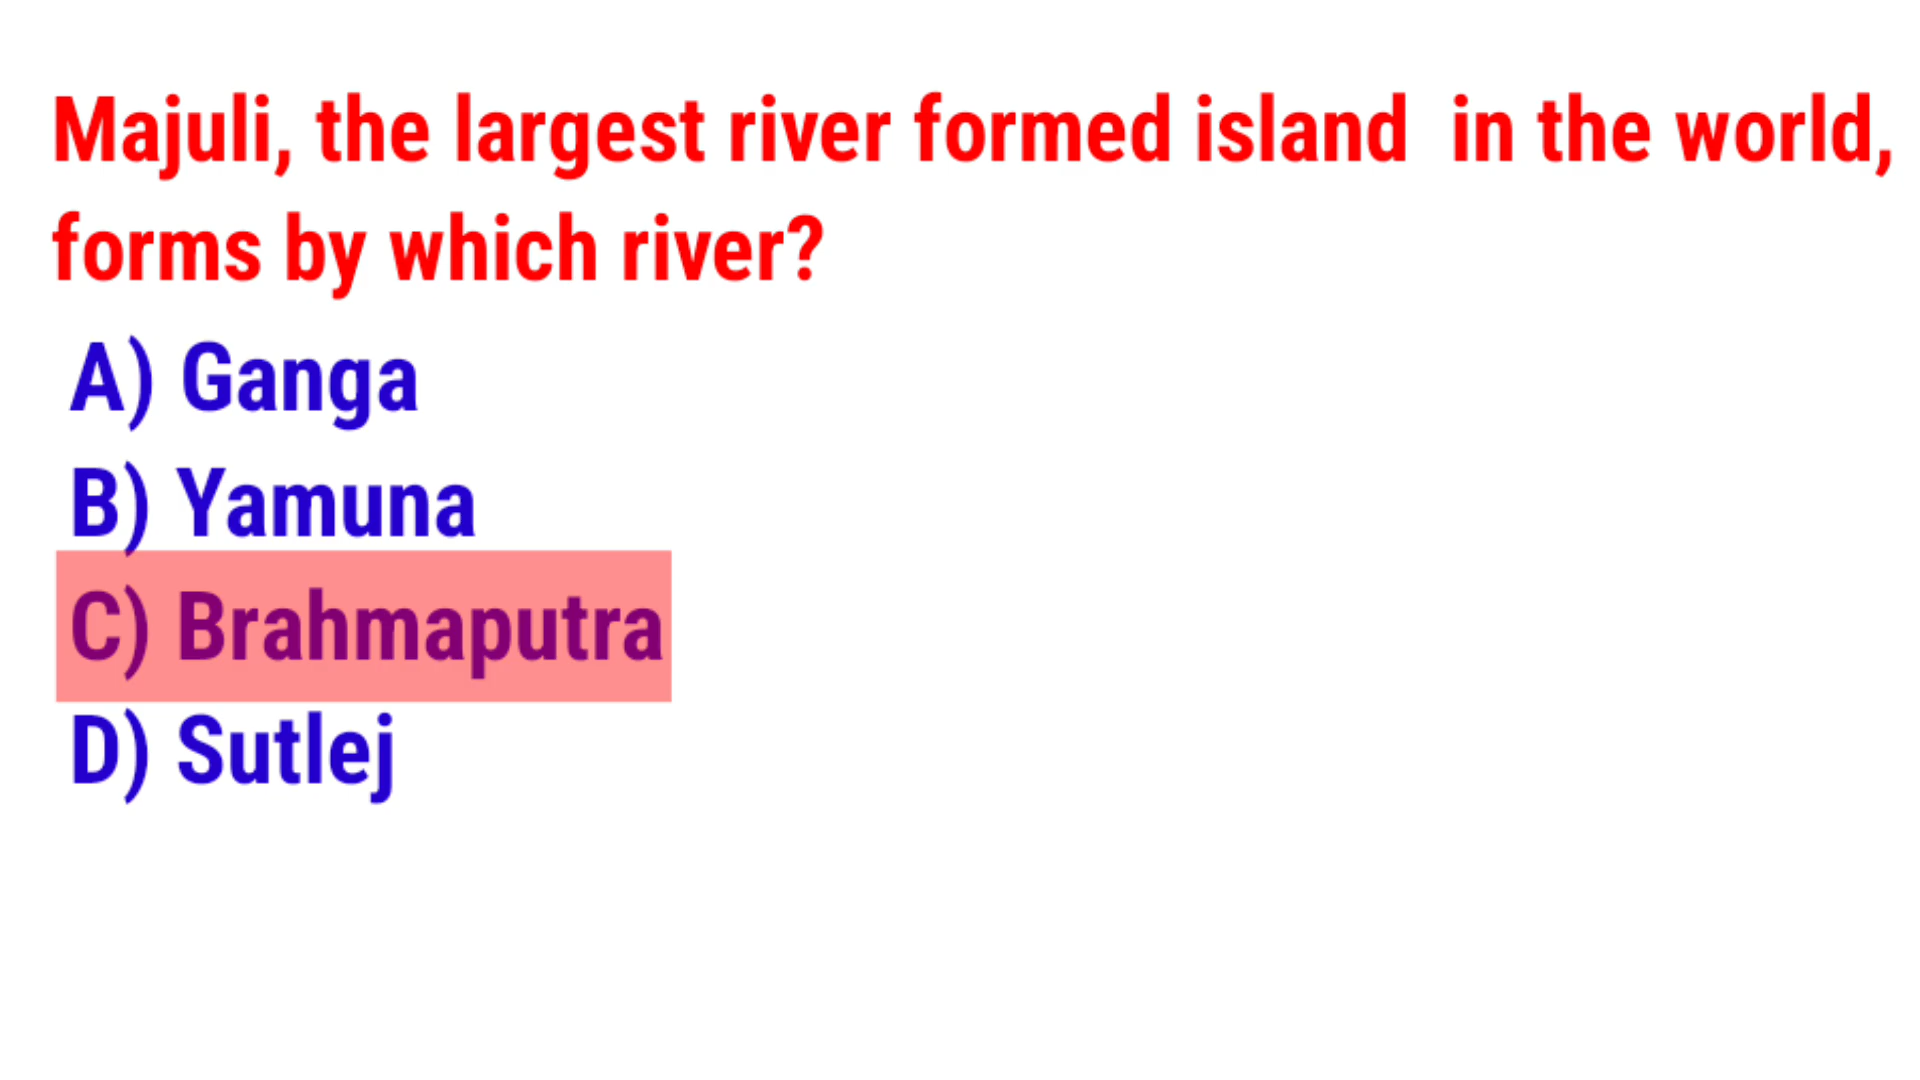 Majuli, the largest river formed island  in the world,
forms by which river?
A) Ganga
B) Yamuna
C) Brahmaputra
D) Sutlej